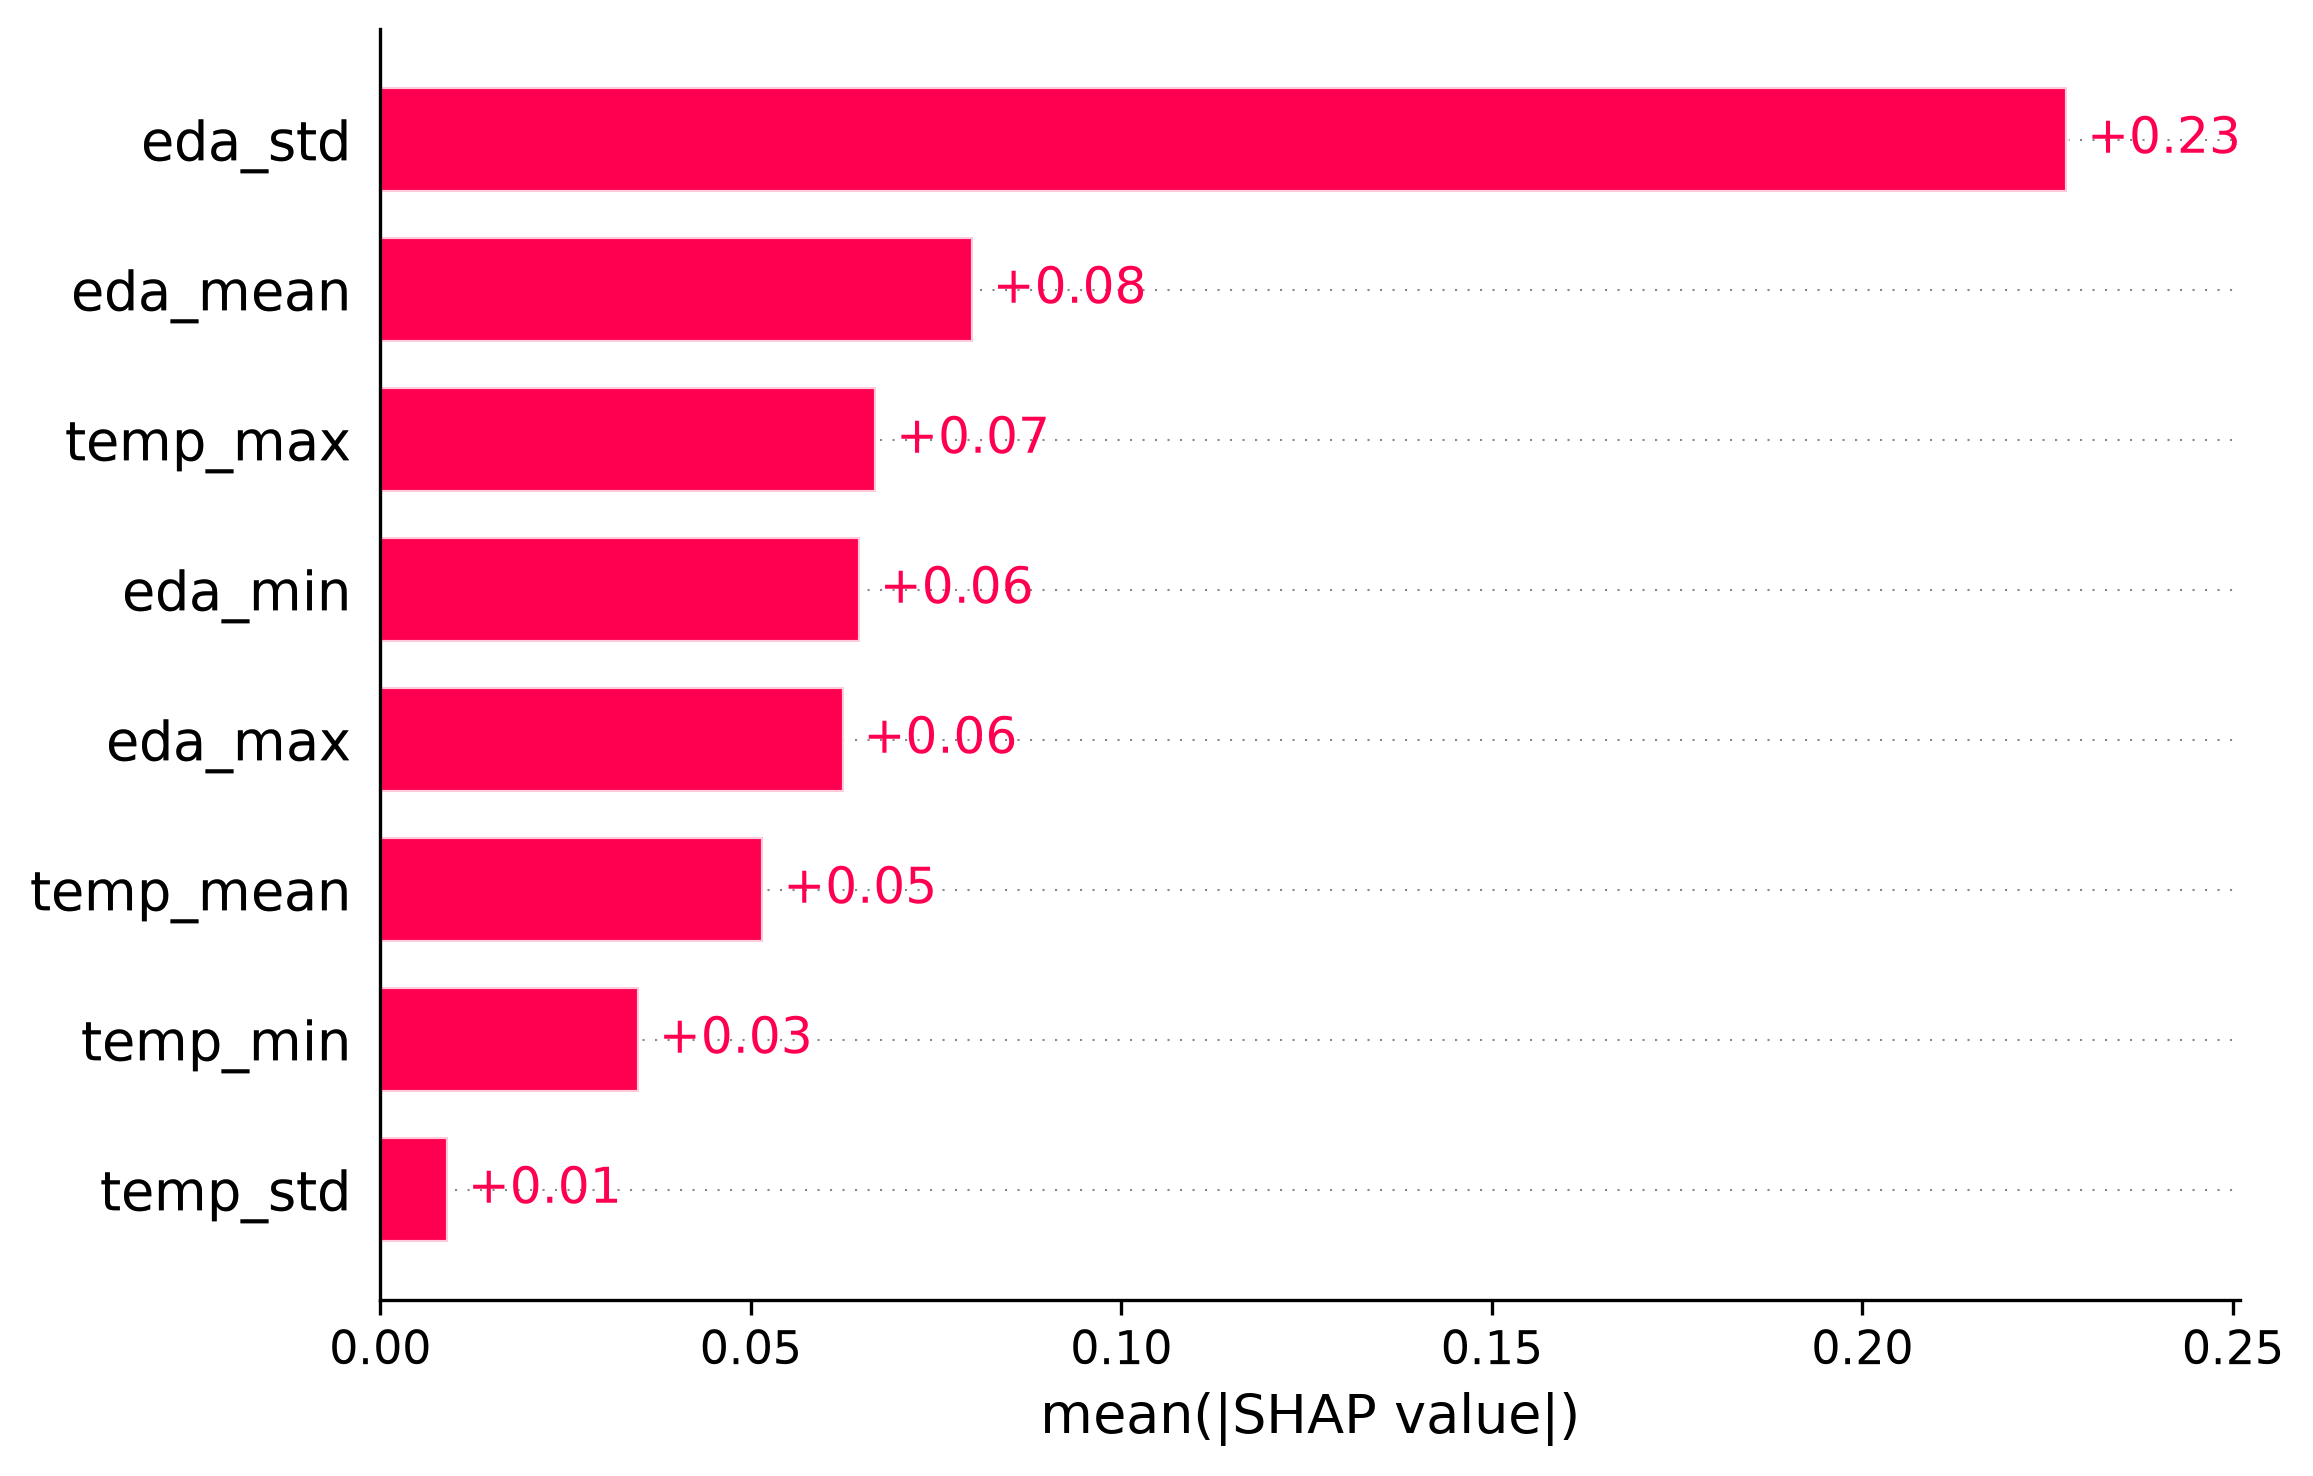 eda_std +0.23
eda_mean +0.08
temp_max +0.07
eda_min +0.06
eda_max +0.06
temp_mean +0.05
temp_min +0.03
temp_std +0.01
0.00 0.05 0.10 0.15 0.20 0.25
mean(|SHAP value|)